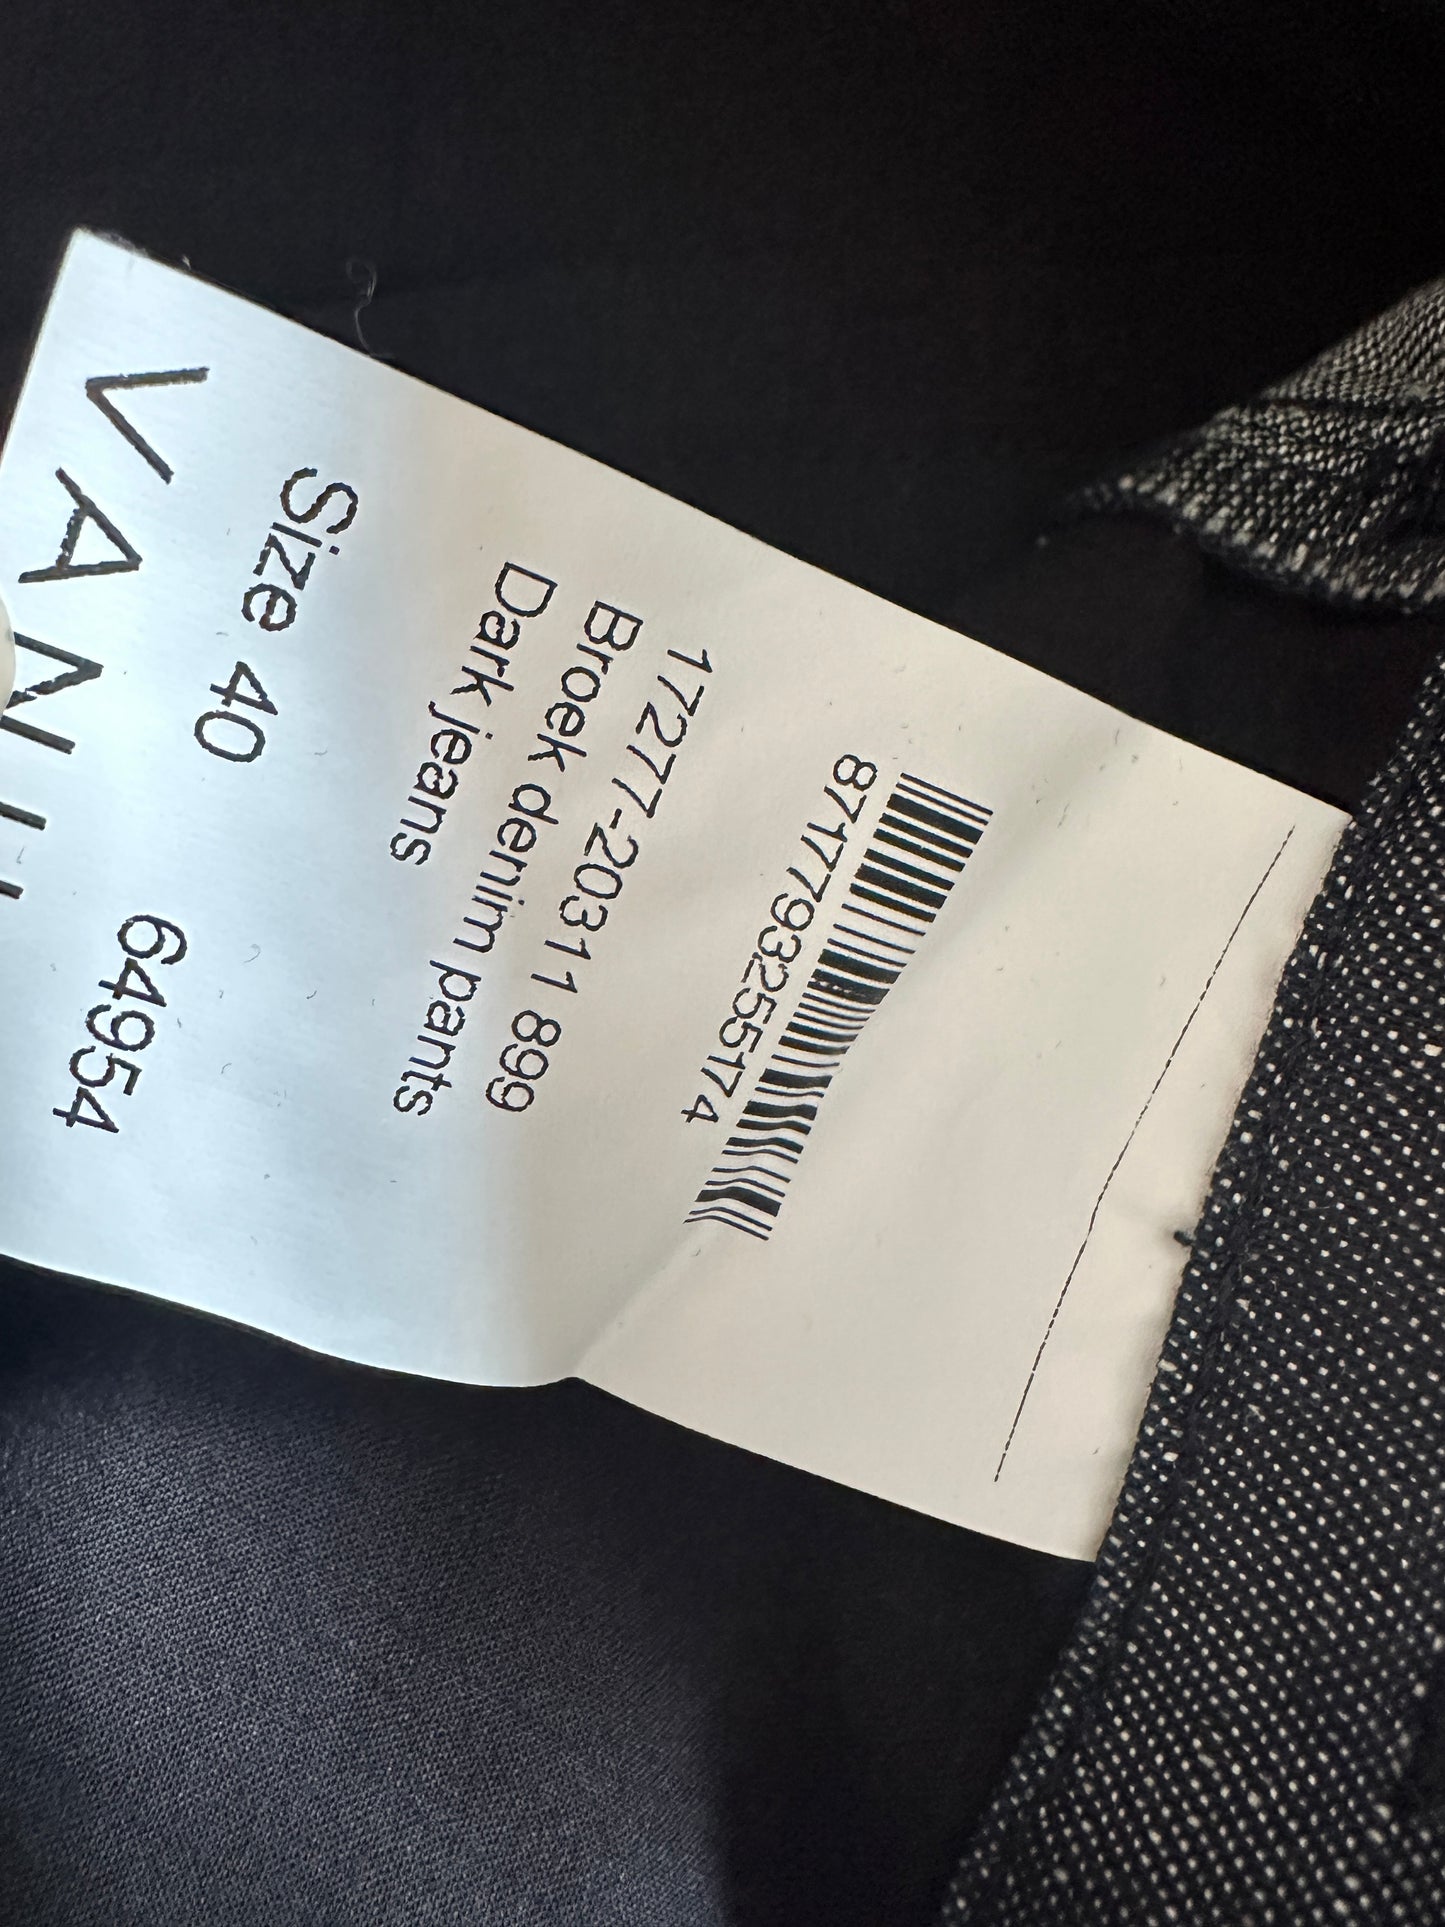 8717793255174
17277-20311 899
Broek denim pants
Dark jeans
Size 40 64954